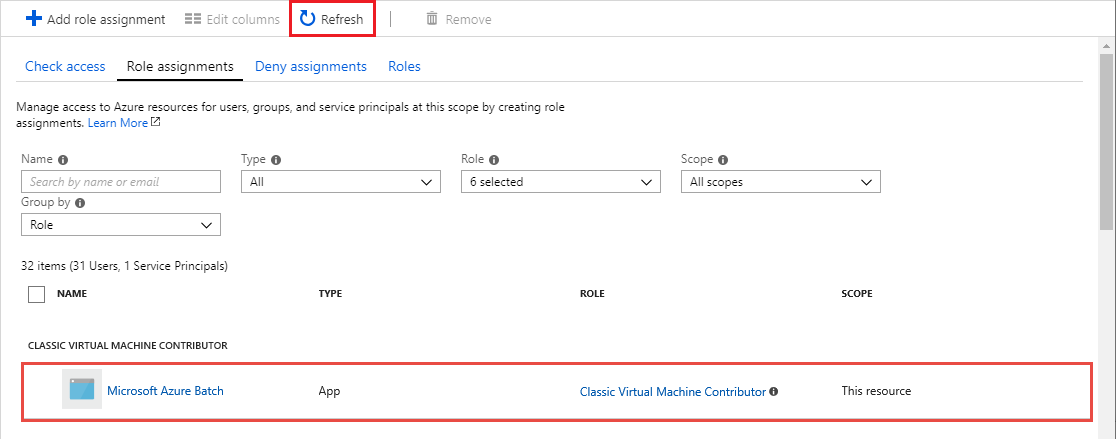 Add role assignment Edit columns Refresh Remove
Check access Role assignments Deny assignments Roles
Manage access to Azure resources for users, groups, and service principals at this scope by creating role
assignments. Learn More
Name Type Role Scope
Search by name or email All 6 selected All scopes
Group by
Role
32 items (31 Users, 1 Service Principals)
NAME TYPE ROLE SCOPE
CLASSIC VIRTUAL MACHINE CONTRIBUTOR
Microsoft Azure Batch App Classic Virtual Machine Contributor This resource